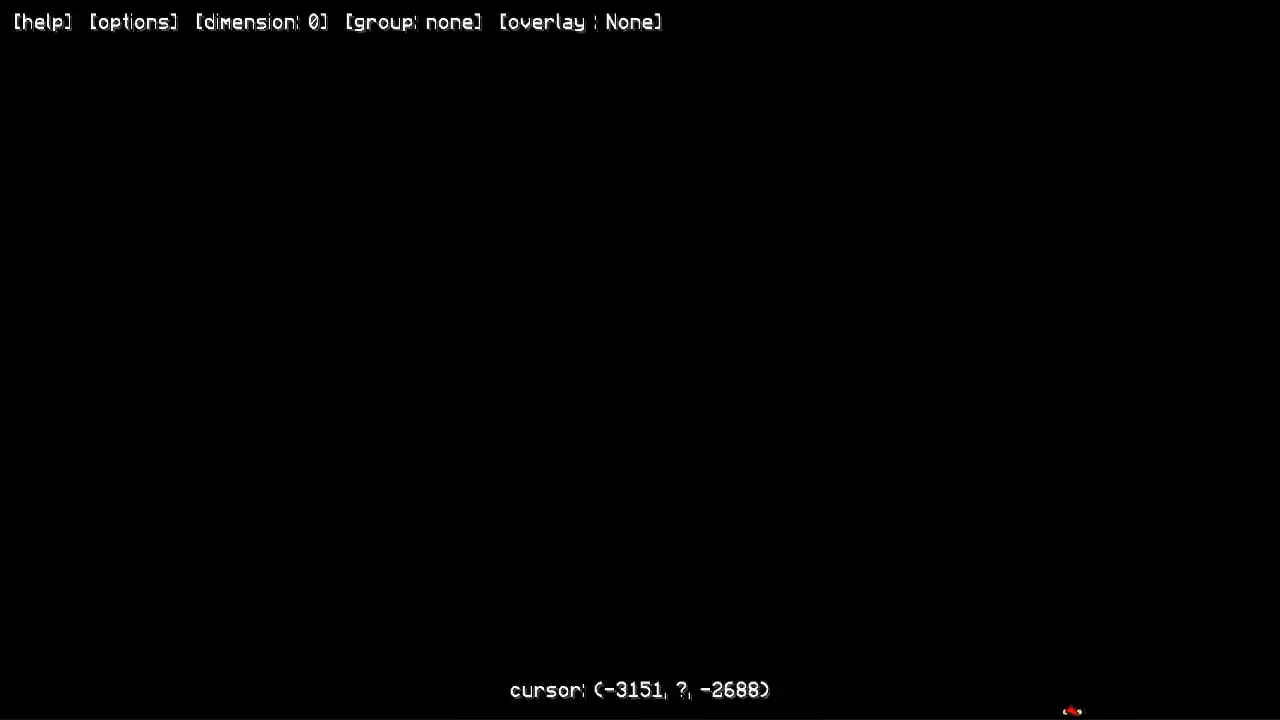 [help] [options] [dimension: 0] [group: none] [overlay : None]
cursor: (-3151, ?, -2688)